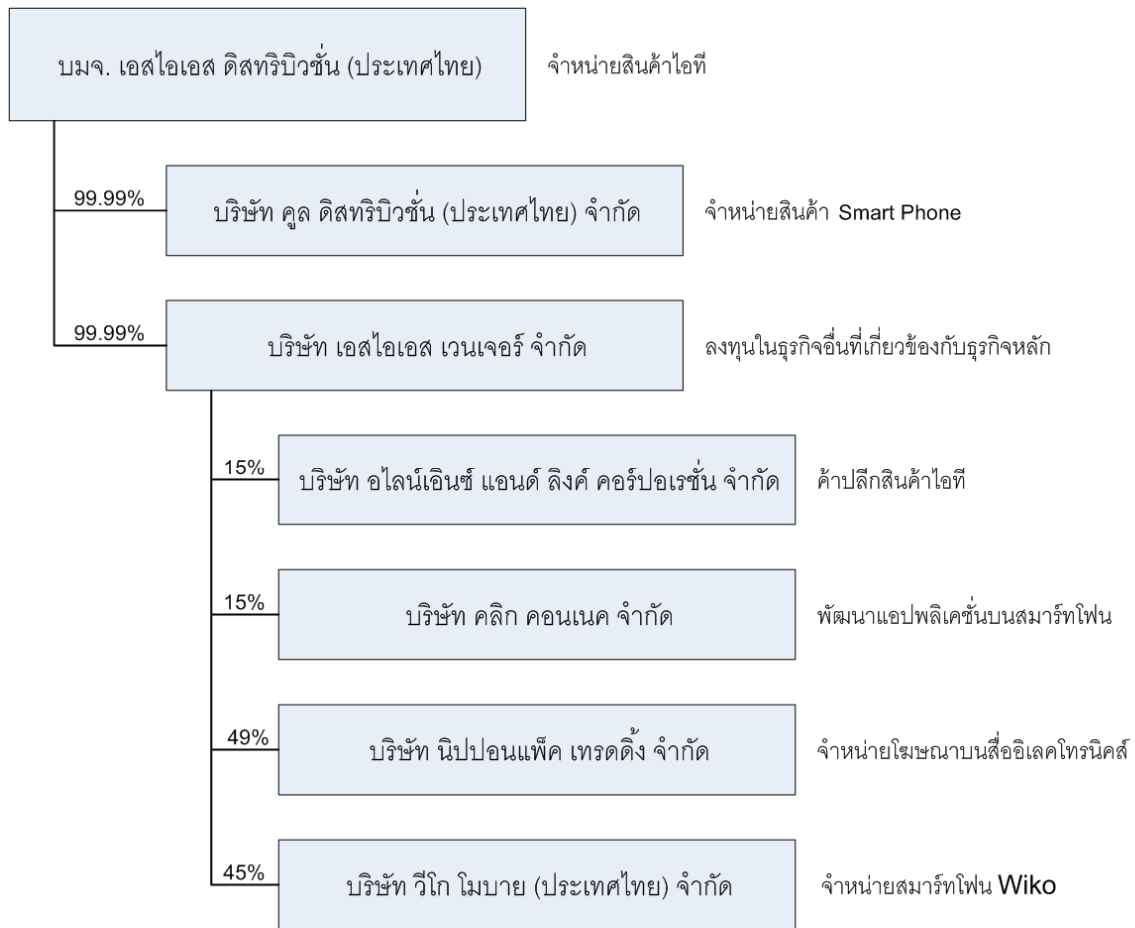 บมจ. เอสไอเอส ดิสทริบิวชั่น (ประเทศไทย)
จำหน่ายสินค้าไอที
99.99%
บริษัท คูล ดิสทริบิวชั่น (ประเทศไทย) จำกัด
จำหน่ายสินค้า Smart Phone
99.99%
บริษัท เอสไอเอส เวนเจอร์ จำกัด
ลงทุนในธุรกิจอื่นที่เกี่ยวข้องกับธุรกิจหลัก
15%
บริษัท อไลน์เอินซ์ แอนด์ ลิงค์ คอร์ปอเรชั่น จำกัด
ค้าปลีกสินค้าไอที
15%
บริษัท คลิก คอนเนค จำกัด
พัฒนาแอปพลิเคชั่นบนสมาร์ทโฟน
49%
บริษัท นิปปอนแพ็ค เทรดดิ้ง จำกัด
จำหน่ายโฆษณาบนสื่ออิเลคโทรนิคส์
45%
บริษัท วีโก โมบาย (ประเทศไทย) จำกัด
จำหน่ายสมาร์ทโฟน Wiko